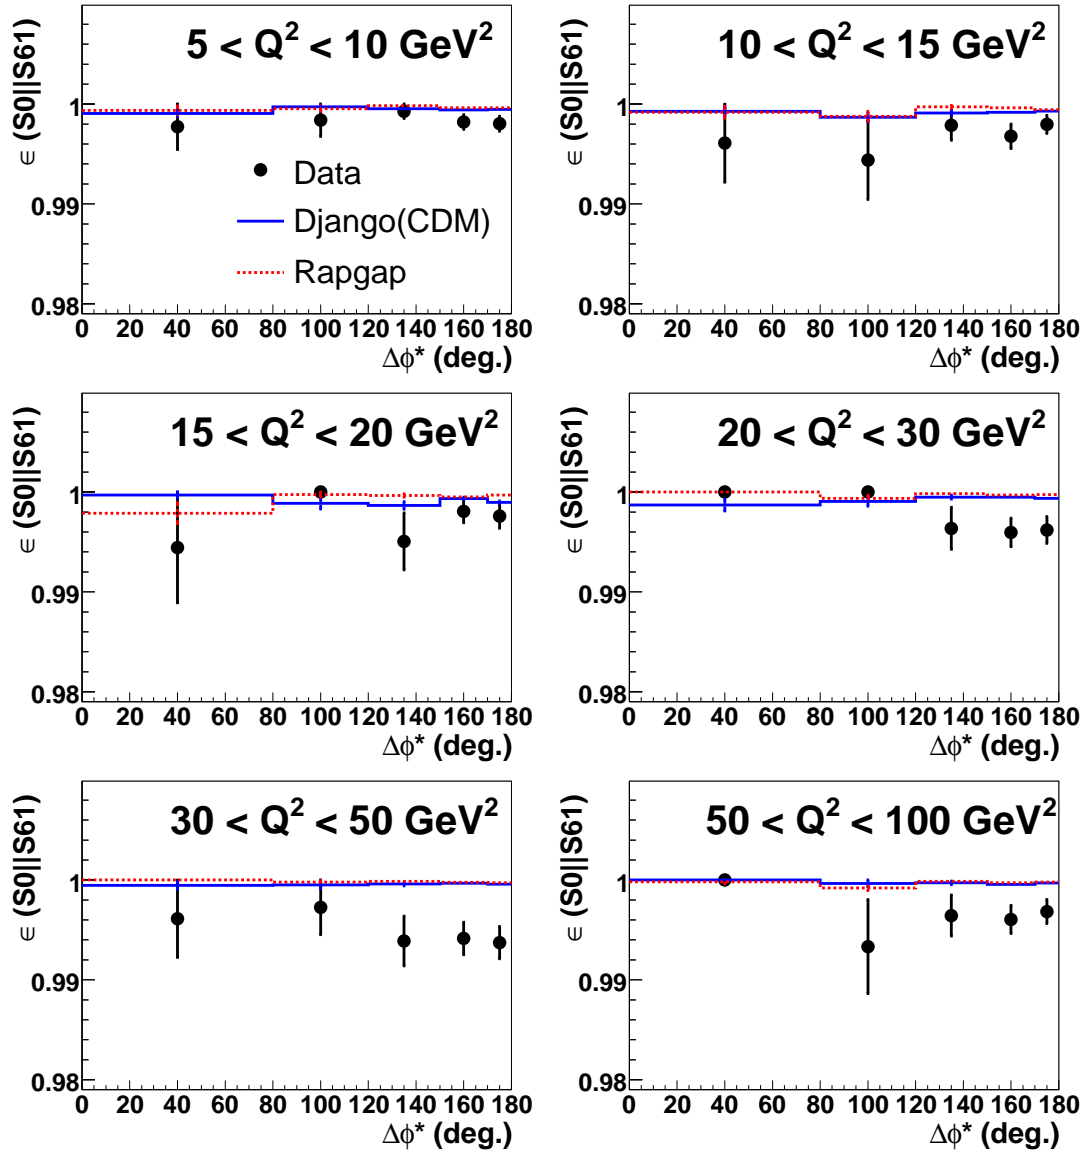 5 < Q² < 10 GeV²
∈ (S0||S61)
1
0.99
0.98
Data
Django(CDM)
Rapgap
0 20 40 60 80 100 120 140 160 180
Δϕ* (deg.)
10 < Q² < 15 GeV²
∈ (S0||S61)
1
0.99
0.98
0 20 40 60 80 100 120 140 160 180
Δϕ* (deg.)
15 < Q² < 20 GeV²
∈ (S0||S61)
1
0.99
0.98
0 20 40 60 80 100 120 140 160 180
Δϕ* (deg.)
20 < Q² < 30 GeV²
∈ (S0||S61)
1
0.99
0.98
0 20 40 60 80 100 120 140 160 180
Δϕ* (deg.)
30 < Q² < 50 GeV²
∈ (S0||S61)
1
0.99
0.98
0 20 40 60 80 100 120 140 160 180
Δϕ* (deg.)
50 < Q² < 100 GeV²
∈ (S0||S61)
1
0.99
0.98
0 20 40 60 80 100 120 140 160 180
Δϕ* (deg.)